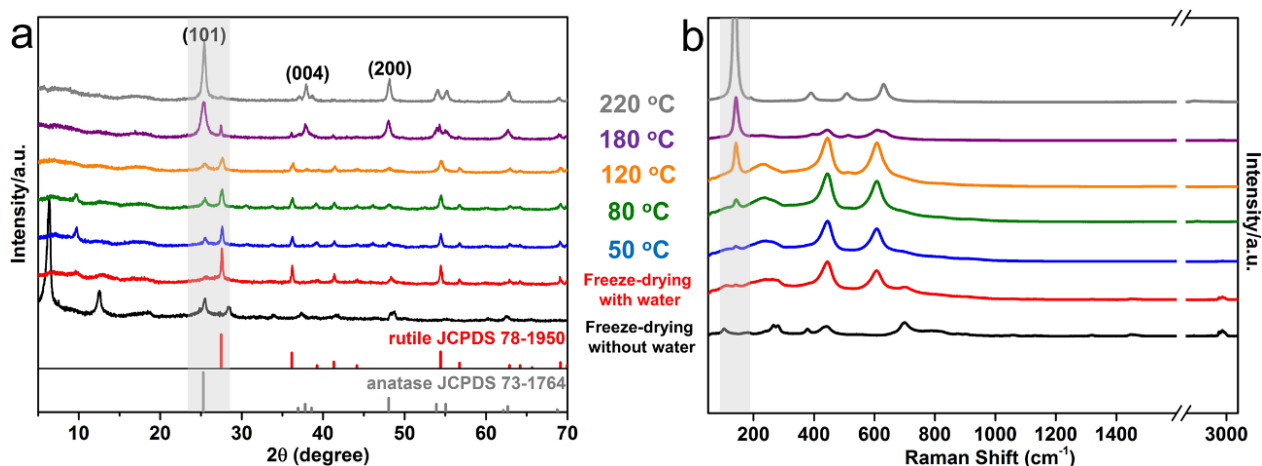 a
(101)
(004)
(200)
Intensity/a.u.
rutile JCPDS 78-1950
anatase JCPDS 73-1764
10
20
30
40
50
60
70
2θ (degree)
220 °C
180 °C
120 °C
80 °C
50 °C
Freeze-drying
with water
Freeze-drying
without water
b
Intensity/a.u.
200
400
600
800
1000
1200
1400
3000
Raman Shift (cm⁻¹)